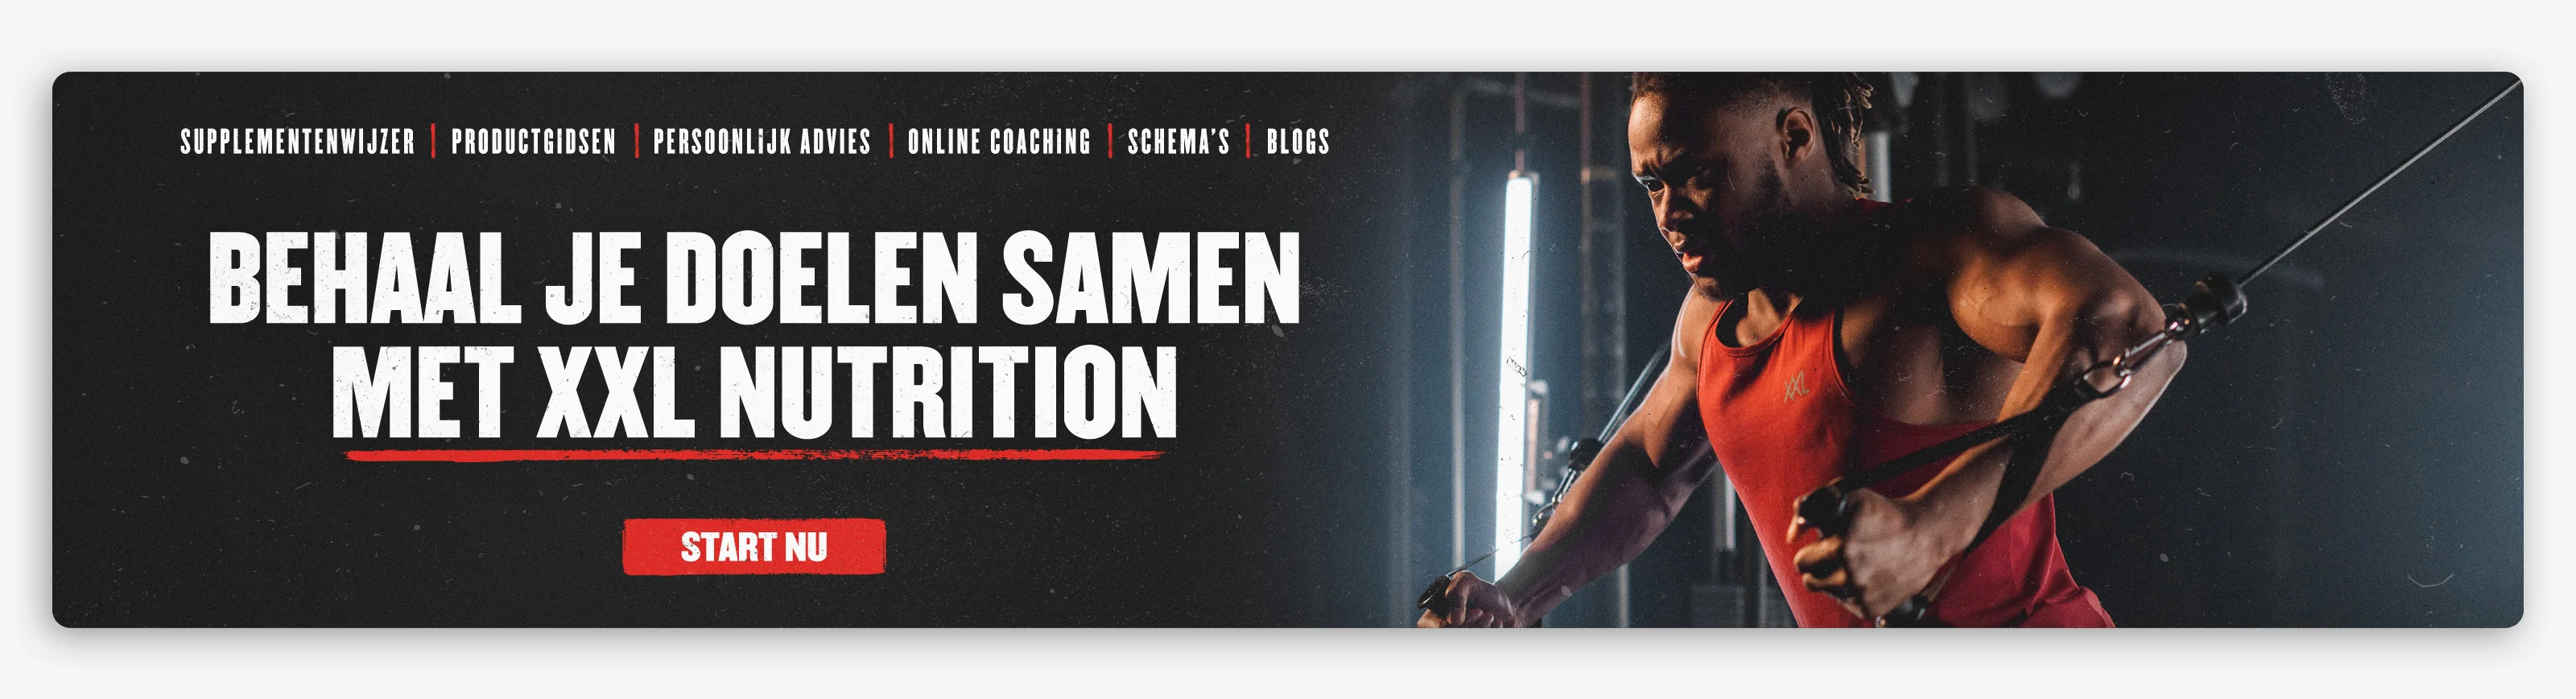 SUPPLEMENTENWIJZER | PRODUCTGIDSEN | PERSOONLIJK ADVIES | ONLINE COACHING | SCHEMA'S | BLOGS
BEHAAL JE DOELEN SAMEN
MET XXL NUTRITION
XXL
START NU